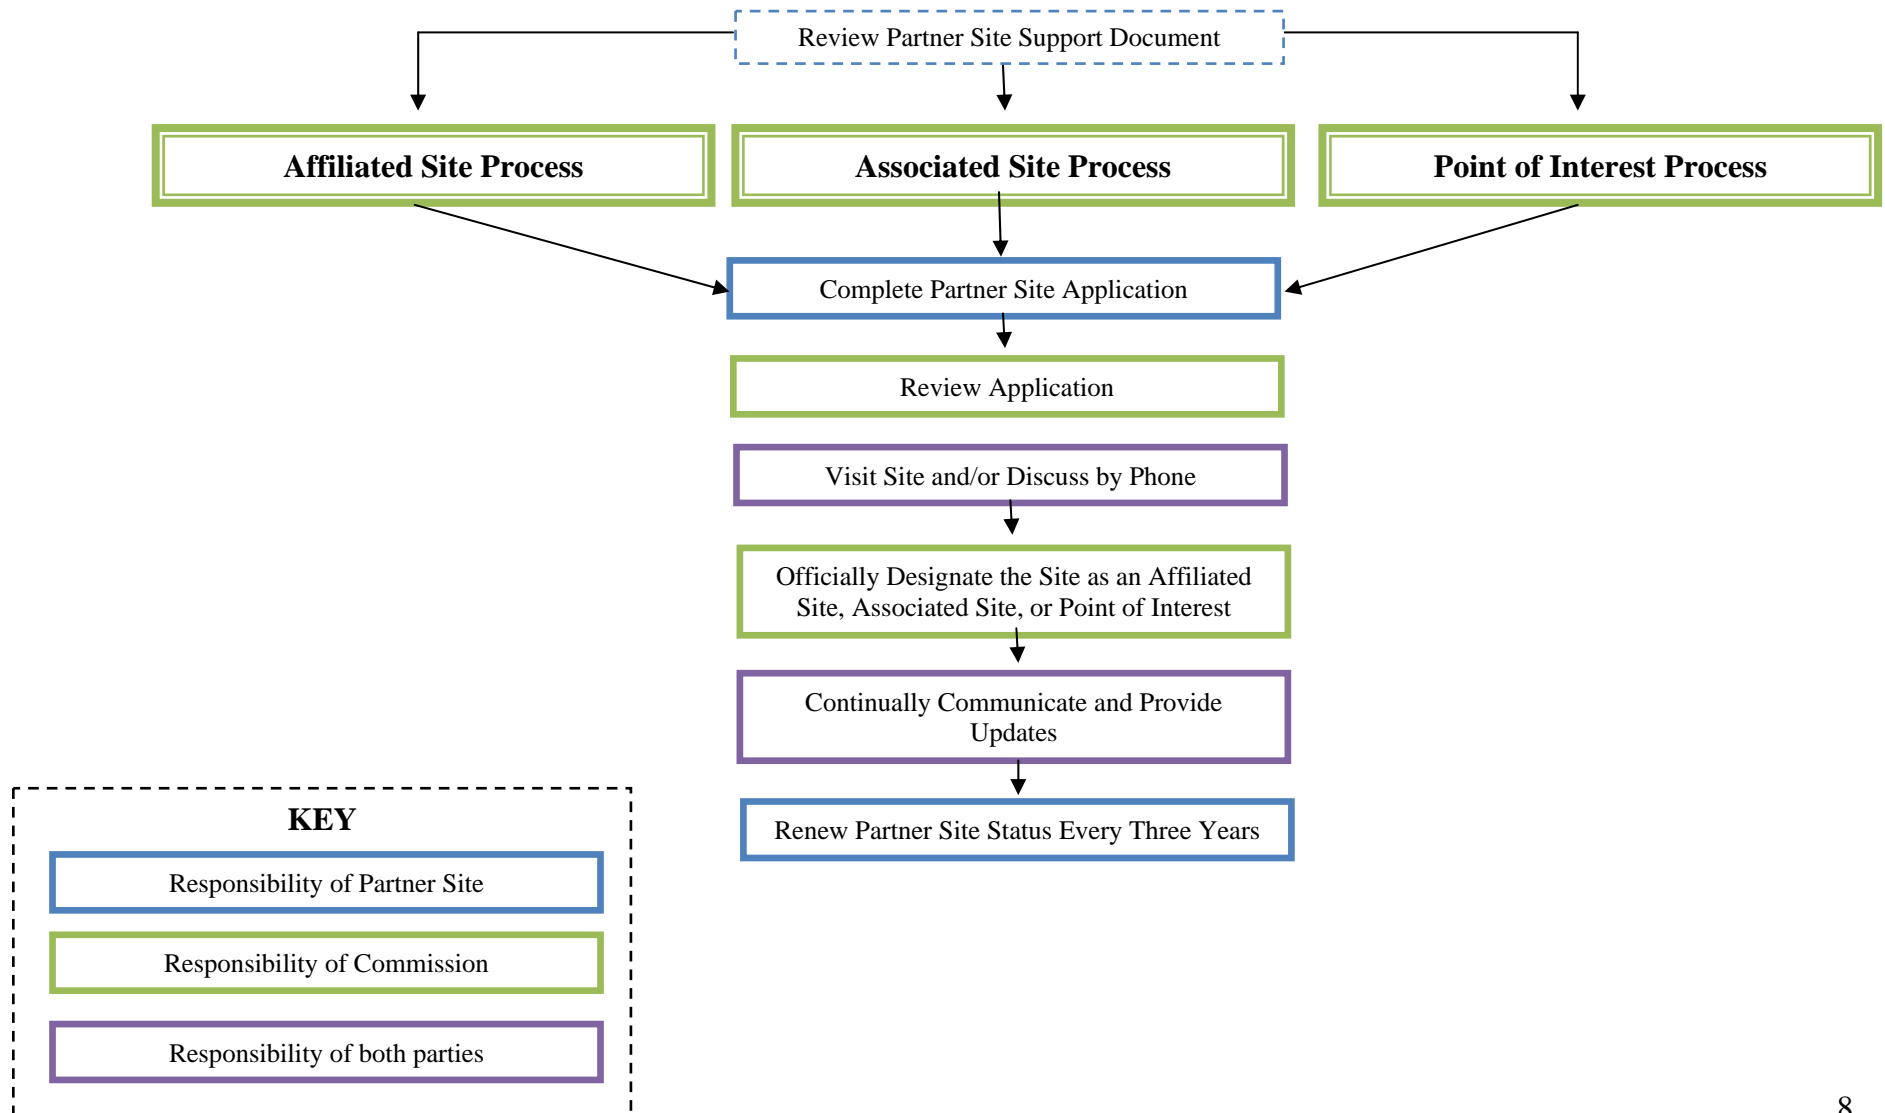 Review Partner Site Support Document
Affiliated Site Process
Associated Site Process
Point of Interest Process
Complete Partner Site Application
Review Application
Visit Site and/or Discuss by Phone
Officially Designate the Site as an Affiliated
Site, Associated Site, or Point of Interest
Continually Communicate and Provide
Updates
Renew Partner Site Status Every Three Years
KEY
Responsibility of Partner Site
Responsibility of Commission
Responsibility of both parties
8